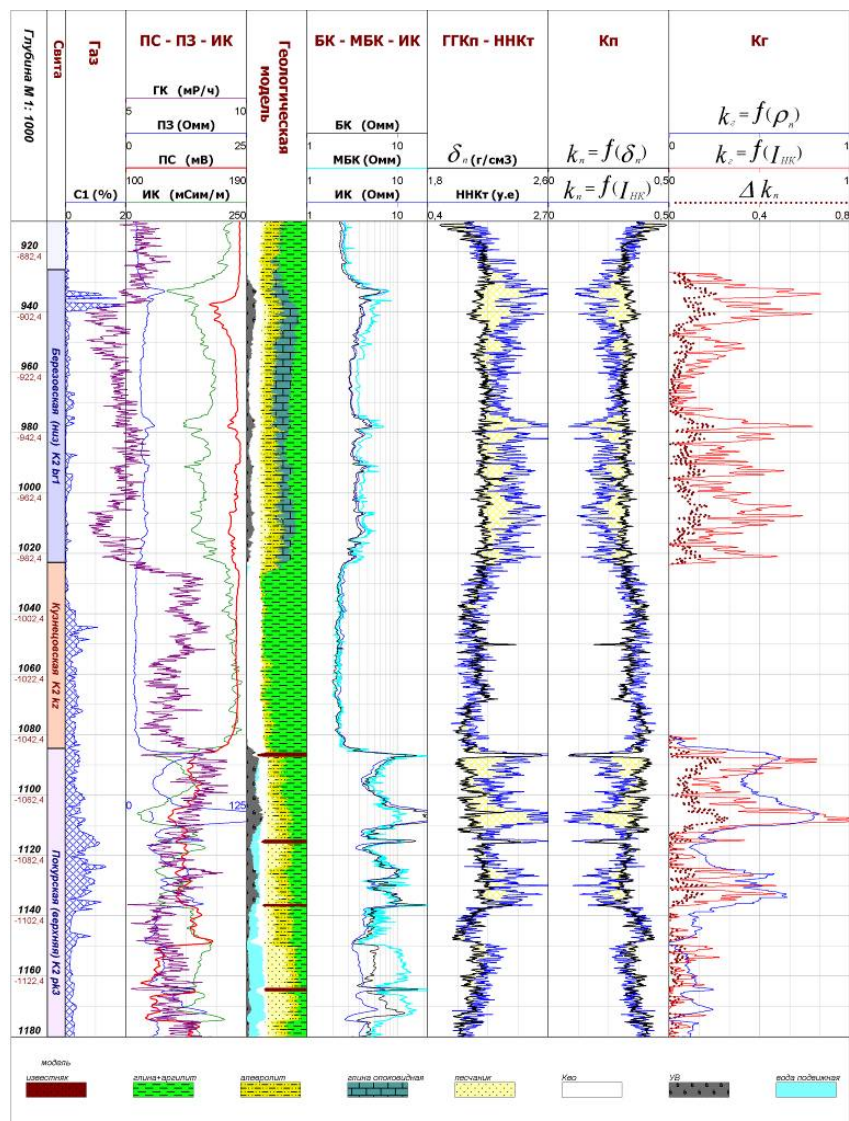 Глубина М 1: 1000
Свита
Газ
ПС - ПЗ - ИК
Геологическая модель
БК - МБК - ИК
ГГКп - ННКт
Кп
Кг
ГК (мР/ч)
5 10
ПЗ (Омм)
0 25
ПС (мВ)
100 190
ИК (мСим/м)
250
С1 (%)
0 20
БК (Омм)
1 10
МБК (Омм)
1 10
ИК (Омм)
1 10
δп (г/см3)
1,8 2,6
ННКт (у.е)
0,4 2,7
kп = f(δп)
0 0,50
kп = f(Iнк)
0,50
kг = f(ρп)
0 1
kг = f(Iнк)
0 0,4 1
Δ kп
0 0,4 0,8
920
-882,4
940
-902,4
960
-922,4
980
-942,4
1000
-962,4
1020
-982,4
1040
-1002,4
1060
-1022,4
1080
-1042,4
1100
-1062,4
1120
-1082,4
1140
-1102,4
1160
-1122,4
1180
Березовская (низ) К2 br1
Кузнецовская К2 kz
Покурская (верхняя) К2 pk3
0 125
модель
известняк
глина+аргилит
алевролит
глина опоковидная
песчаник
Кво
УВ
вода подвижная